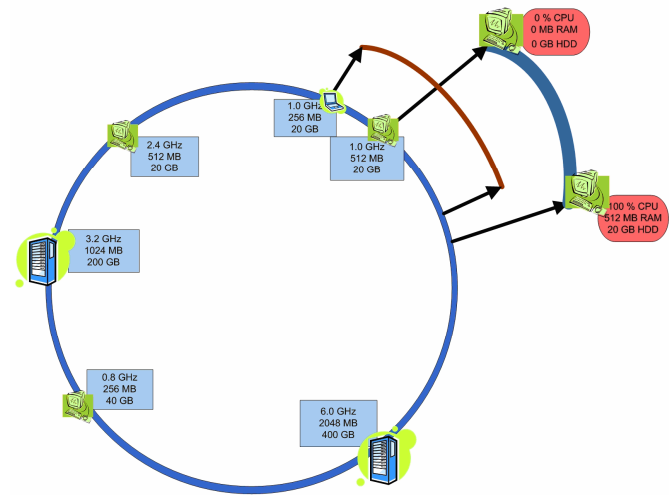 0 % CPU
0 MB RAM
0 GB HDD
1.0 GHz
256 MB
20 GB
1.0 GHz
512 MB
20 GB
2.4 GHz
512 MB
20 GB
100 % CPU
512 MB RAM
20 GB HDD
3.2 GHz
1024 MB
200 GB
0.8 GHz
256 MB
40 GB
6.0 GHz
2048 MB
400 GB